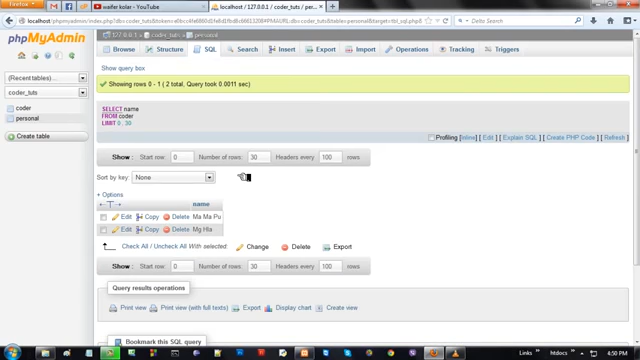 Firefox
waifer kolar - YouTube
localhost / 127.0.0.1 / coder_tuts / per...
phpMyAdmin
127.0.0.1 » coder_tuts » personal
Browse Structure SQL Search Insert Export Import Operations Tracking Triggers
(Recent tables) ...
coder_tuts
coder
personal
Create table
Show query box
Showing rows 0 - 1 ( 2 total, Query took 0.0011 sec)
SELECT name
FROM coder
LIMIT 0 , 30
Profiling [Inline] [ Edit ] [ Explain SQL ] [ Create PHP Code ] [ Refresh ]
Show : Start row: 0 Number of rows: 30 Headers every 100 rows
Sort by key: None
+ Options
←T→ name
Edit Copy Delete Ma Ma Pu
Edit Copy Delete Mg Hla
Check All / Uncheck All With selected: Change Delete Export
Show : Start row: 0 Number of rows: 30 Headers every 100 rows
Query results operations
Print view Print view (with full texts) Export Display chart Create view
Bookmark this SQL query
Links » htdocs » 4:50 PM